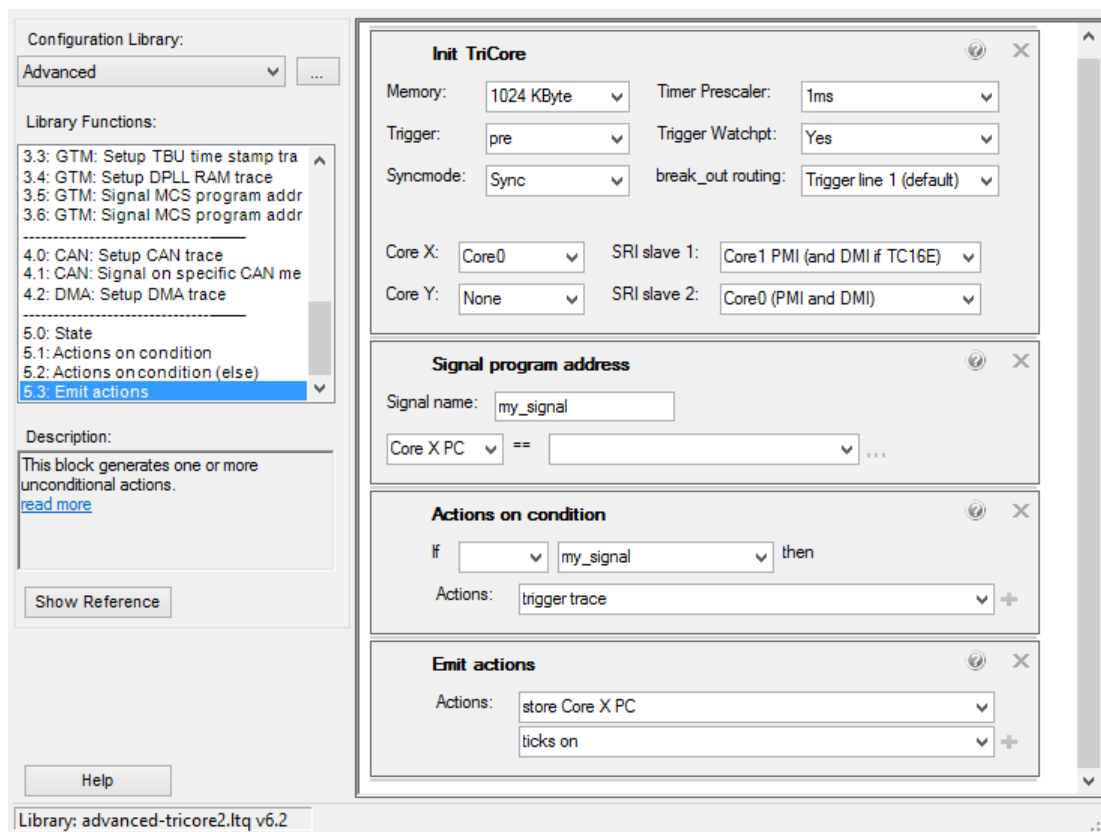 Configuration Library:
Advanced
...
Library Functions:
3.3: GTM: Setup TBU time stamp tra
3.4: GTM: Setup DPLL RAM trace
3.5: GTM: Signal MCS program addr
3.6: GTM: Signal MCS program addr
--------------------------------
4.0: CAN: Setup CAN trace
4.1: CAN: Signal on specific CAN me
4.2: DMA: Setup DMA trace
--------------------------------
5.0: State
5.1: Actions on condition
5.2: Actions on condition (else)
5.3: Emit actions
Description:
This block generates one or more
unconditional actions.
read more
Show Reference
Help
Library: advanced-tricore2.ltq v6.2
Init TriCore
Memory: 1024 KByte Timer Prescaler: 1ms
Trigger: pre Trigger Watchpt: Yes
Syncmode: Sync break_out routing: Trigger line 1 (default)
Core X: Core0 SRI slave 1: Core1 PMI (and DMI if TC16E)
Core Y: None SRI slave 2: Core0 (PMI and DMI)
Signal program address
Signal name: my_signal
Core X PC == ...
Actions on condition
If my_signal then
Actions: trigger trace +
Emit actions
Actions: store Core X PC
ticks on +